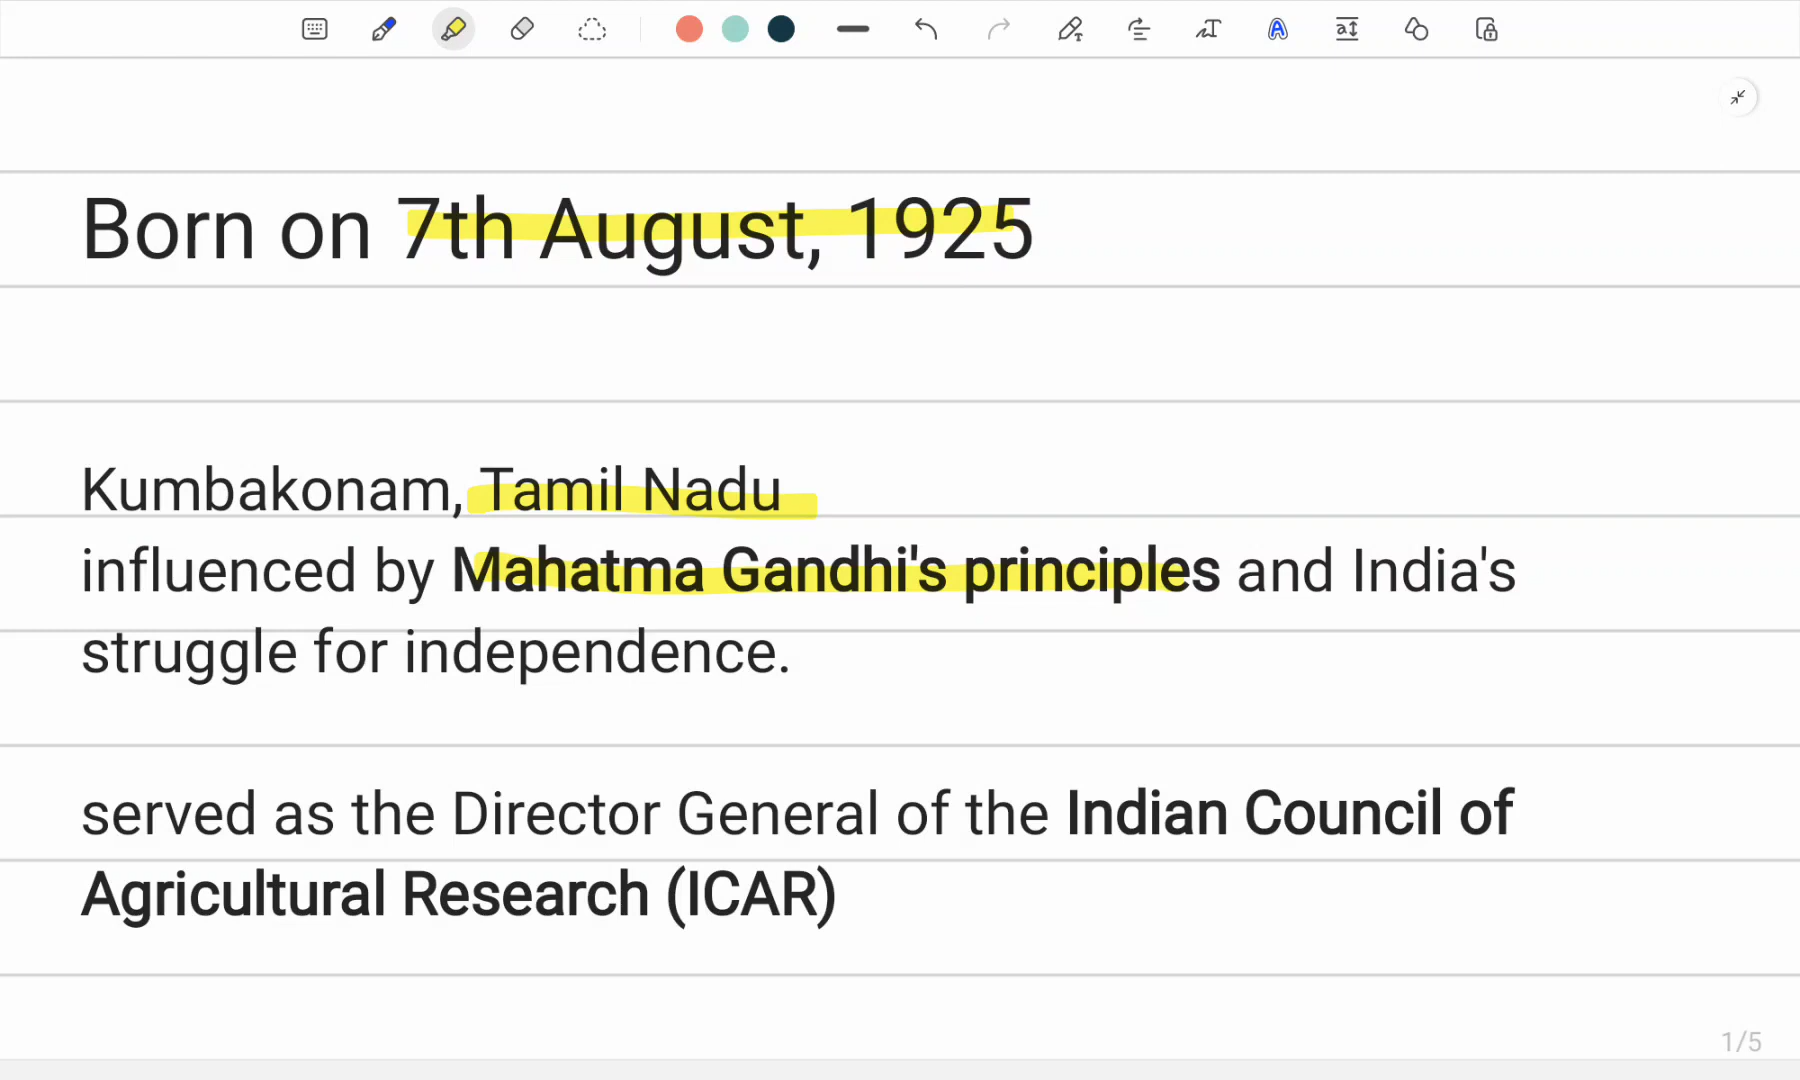 Born on 7th August, 1925
Kumbakonam, Tamil Nadu
influenced by Mahatma Gandhi's principles and India's
struggle for independence.
served as the Director General of the Indian Council of
Agricultural Research (ICAR)
1/5